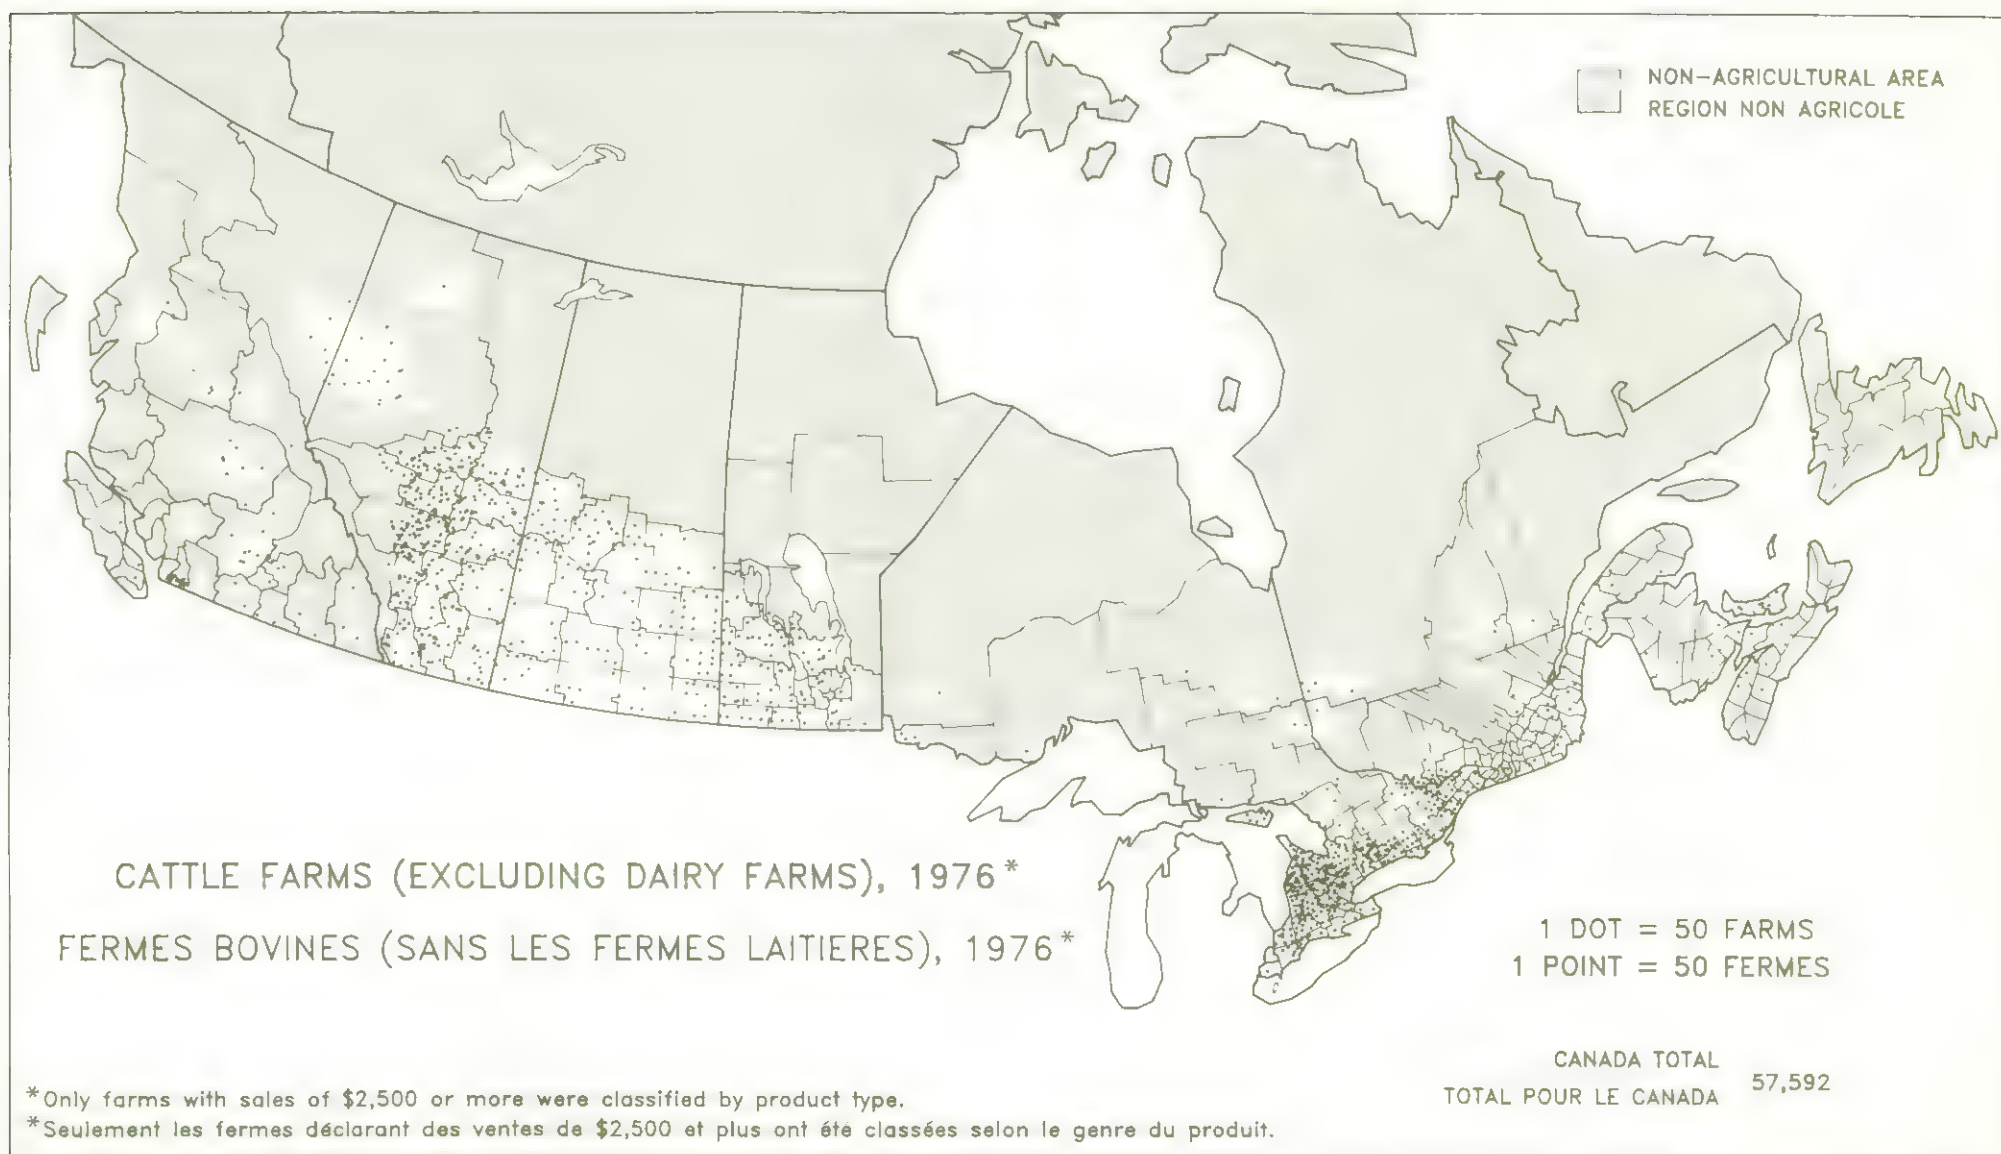 NON-AGRICULTURAL AREA
REGION NON AGRICOLE
CATTLE FARMS (EXCLUDING DAIRY FARMS), 1976*
FERMES BOVINES (SANS LES FERMES LAITIERES), 1976*
1 DOT = 50 FARMS
1 POINT = 50 FERMES
CANADA TOTAL
TOTAL POUR LE CANADA 57,592
*Only farms with sales of $2,500 or more were classified by product type.
*Seulement les fermes déclarant des ventes de $2,500 et plus ont été classées selon le genre du produit.